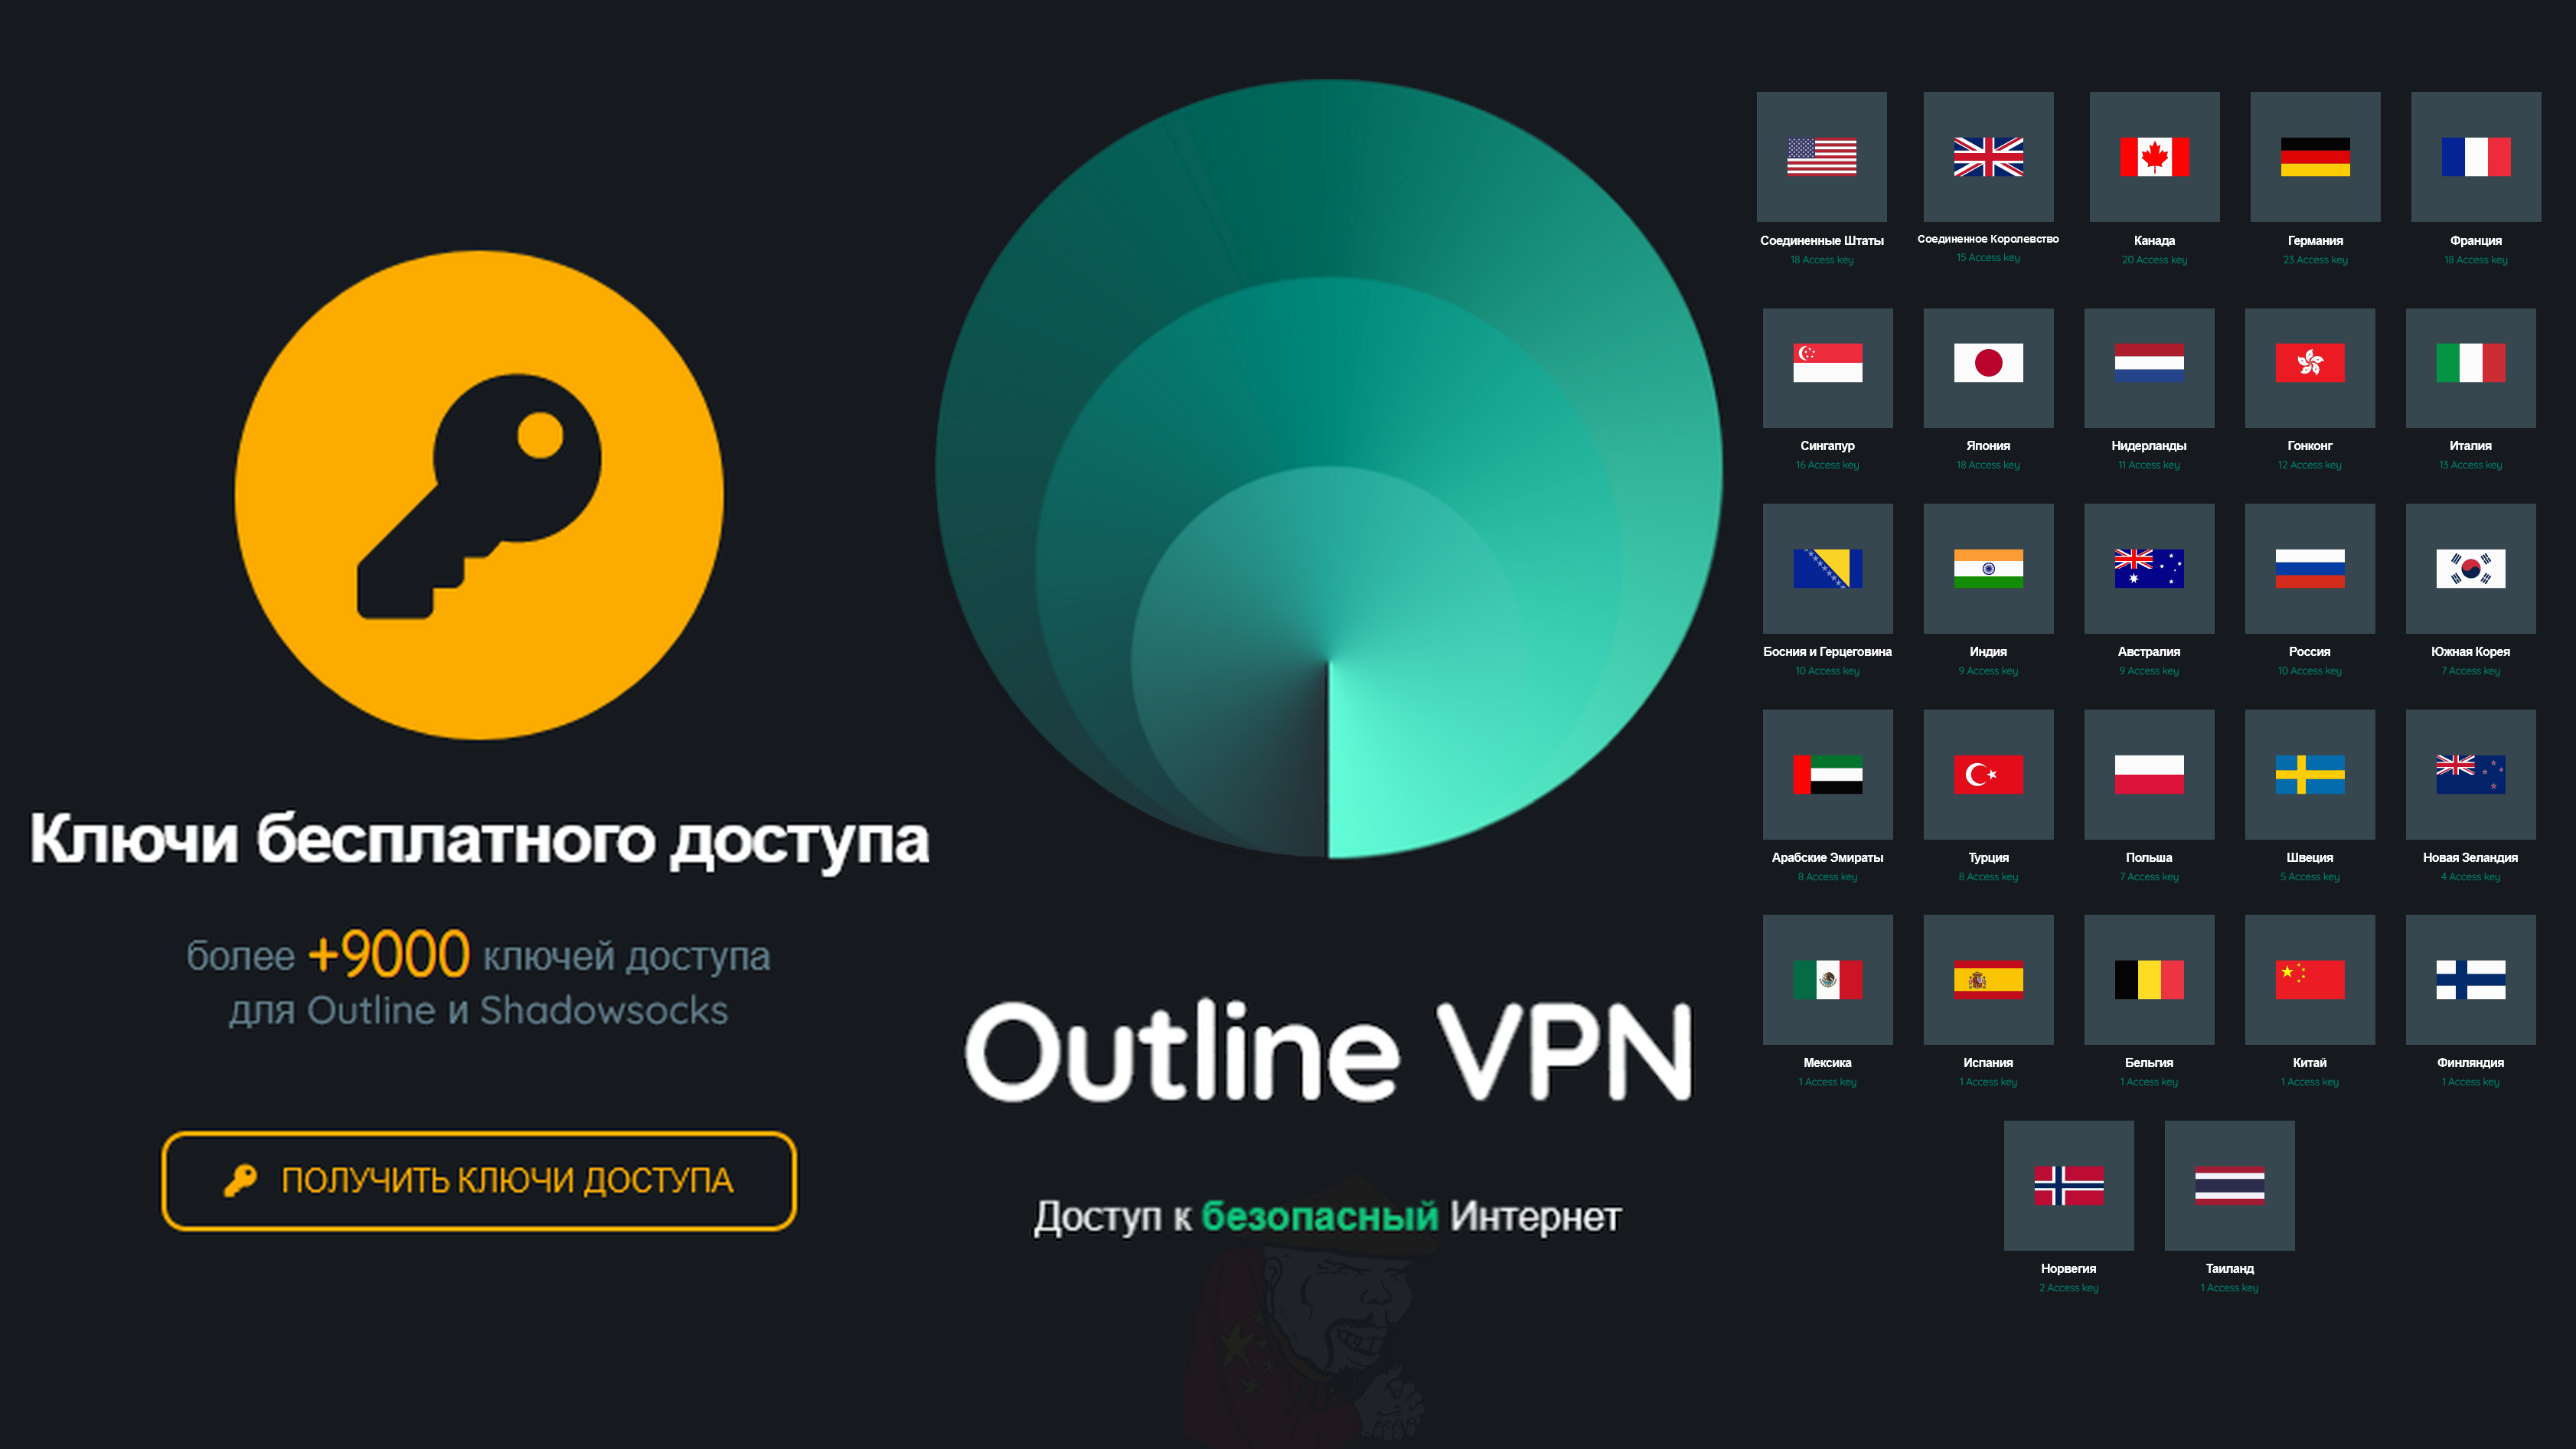 Ключи бесплатного доступа
более +9000 ключей доступа
для Outline и Shadowsocks
ПОЛУЧИТЬ КЛЮЧИ ДОСТУПА
Outline VPN
Доступ к безопасный Интернет
Соединенные Штаты
18 Access key
Соединенное Королевство
15 Access key
Канада
20 Access key
Германия
23 Access key
Франция
18 Access key
Сингапур
16 Access key
Япония
18 Access key
Нидерланды
11 Access key
Гонконг
12 Access key
Италия
13 Access key
Босния и Герцеговина
10 Access key
Индия
9 Access key
Австралия
9 Access key
Россия
10 Access key
Южная Корея
7 Access key
Арабские Эмираты
8 Access key
Турция
8 Access key
Польша
7 Access key
Швеция
5 Access key
Новая Зеландия
4 Access key
Мексика
1 Access key
Испания
1 Access key
Бельгия
1 Access key
Китай
1 Access key
Финляндия
1 Access key
Норвегия
2 Access key
Таиланд
1 Access key